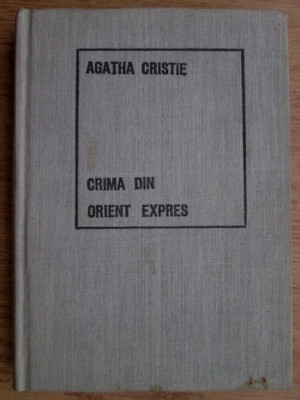 AGATHA CRISTIE
CRIMA DIN
ORIENT EXPRES